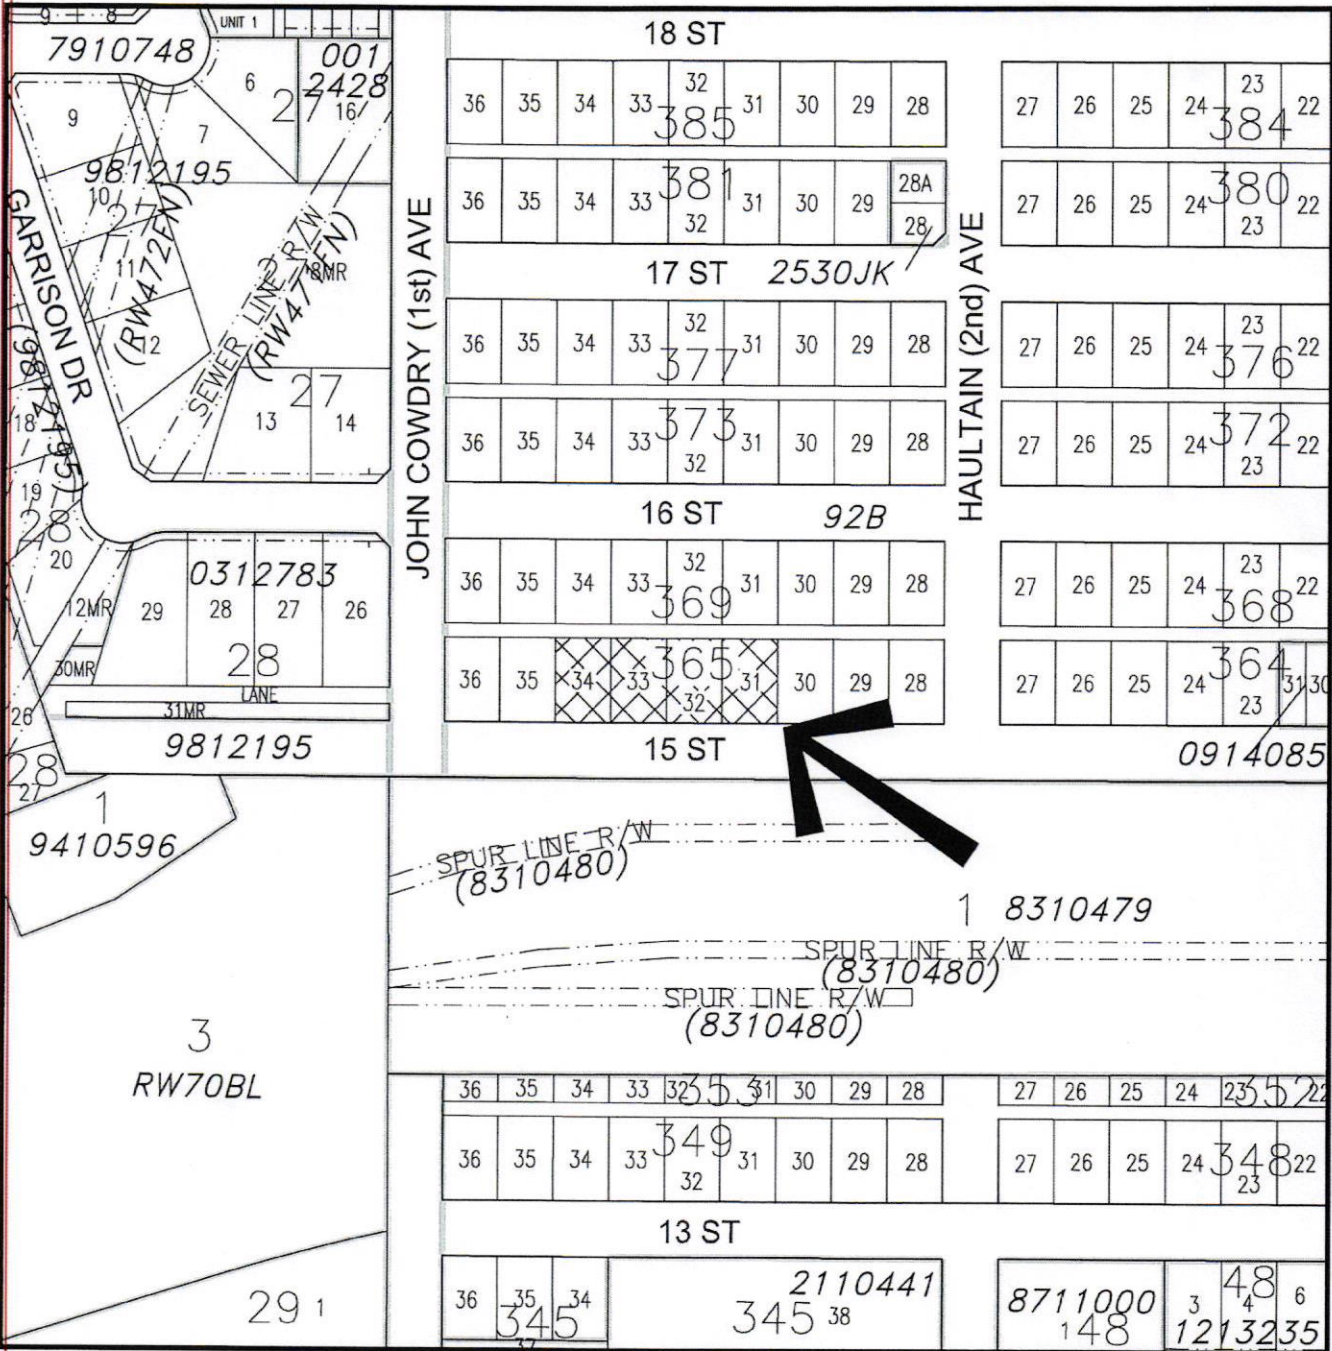 9 8
UNIT 1
7910748
001
2428
6
27
16
9
7
9812195
10
27
11
(RW472FN)
SEWER LINE R/W
(RW471FN)
27
8MR
12
GARRISON DR
(9812195)
27
13 14
18
19
28
20
12MR
30MR
0312783
29 28 27 26
28
LANE
31MR
26
9812195
28
27
1
9410596
JOHN COWDRY (1st) AVE
HAULTAIN (2nd) AVE
18 ST
36 35 34 33 32 31 30 29 28
385
27 26 25 24 23 22
384
36 35 34 33 32 31 30 29 28A
381
28
27 26 25 24 23 22
380
17 ST 2530JK
36 35 34 33 32 31 30 29 28
377
27 26 25 24 23 22
376
36 35 34 33 32 31 30 29 28
373
27 26 25 24 23 22
372
16 ST 92B
36 35 34 33 32 31 30 29 28
369
27 26 25 24 23 22
368
36 35 34 33 32 31 30 29 28
365
27 26 25 24 23 31 30
364
15 ST
0914085
SPUR LINE R/W
(8310480)
1 8310479
SPUR LINE R/W
(8310480)
SPUR LINE R/W
(8310480)
3
RW70BL
36 35 34 33 32 31 30 29 28
353
27 26 25 24 23 22
352
36 35 34 33 32 31 30 29 28
349
27 26 25 24 23 22
348
13 ST
29 1
36 35 34
345
37
2110441
345 38
8711000
1 48
3 4 6
48
1213235